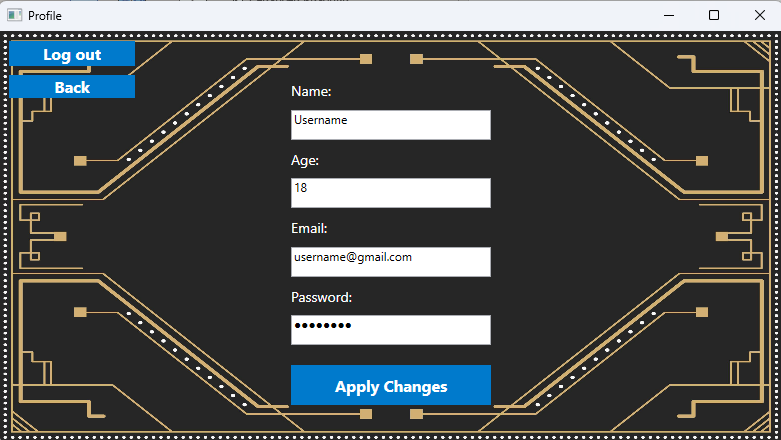 Profile
Log out
Back
Name:
Username
Age:
18
Email:
username@gmail.com
Password:
●●●●●●●●
Apply Changes